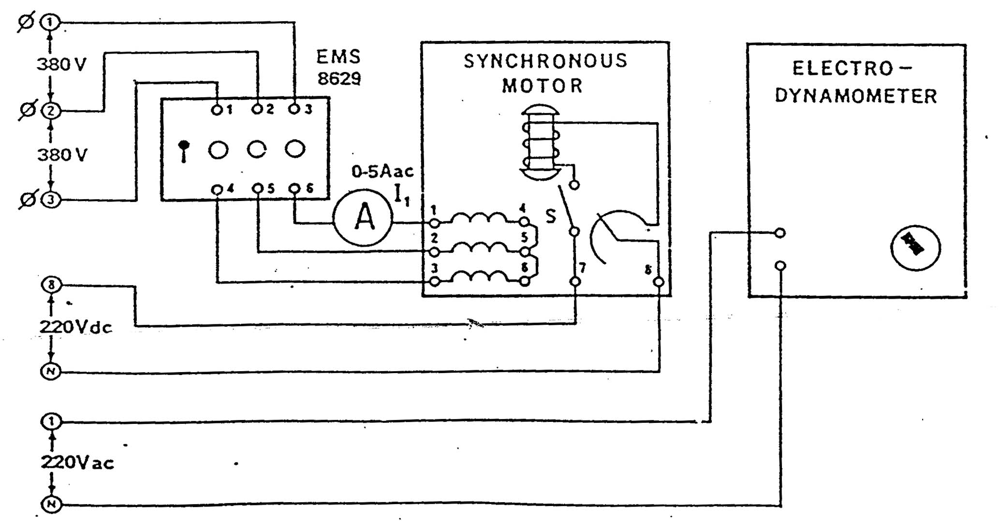 Ø 1
380V
Ø 2
380V
Ø 3
EMS
8629
1 2 3
4 5 6
0-5Aac
I₁
A
SYNCHRONOUS
MOTOR
1 4
2 5
3 6
S
7 8
ELECTRO-
DYNAMOMETER
8
220Vdc
N
1
220Vac
N